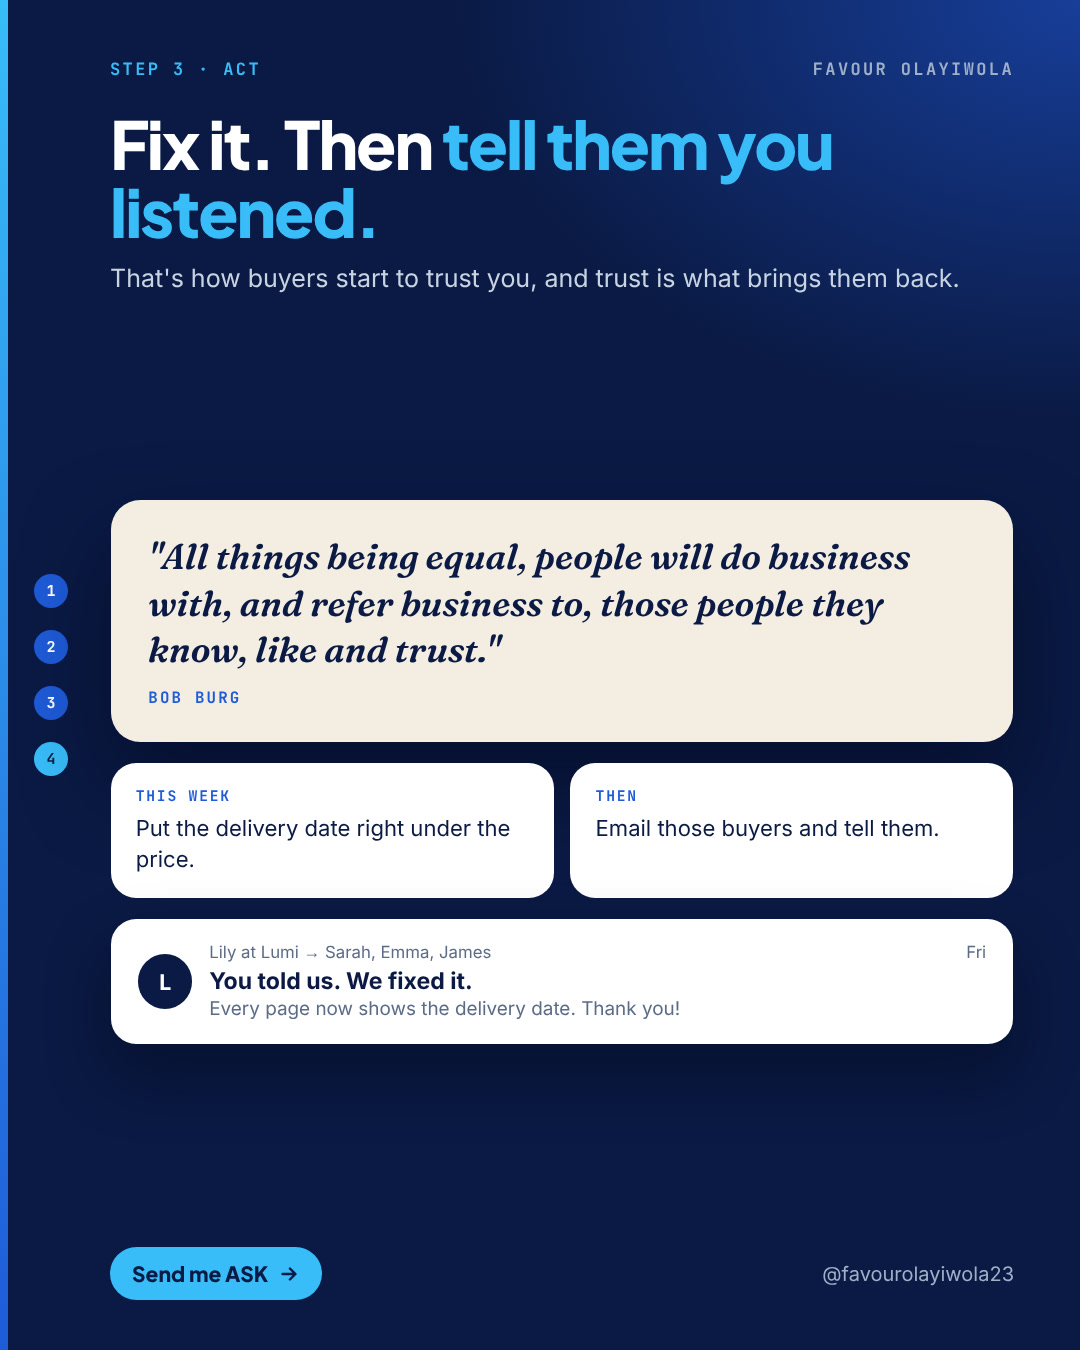 STEP 3 · ACT
FAVOUR OLAYIWOLA
Fix it. Then tell them you
listened.
That's how buyers start to trust you, and trust is what brings them back.
1
2
3
4
"All things being equal, people will do business
with, and refer business to, those people they
know, like and trust."
BOB BURG
THIS WEEK
Put the delivery date right under the
price.
THEN
Email those buyers and tell them.
L
Lily at Lumi → Sarah, Emma, James
Fri
You told us. We fixed it.
Every page now shows the delivery date. Thank you!
Send me ASK →
@favourolayiwola23